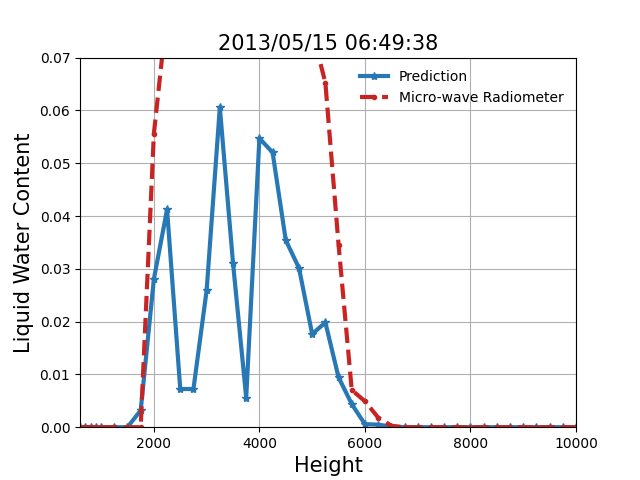 2013/05/15 06:49:38
0.07
0.06
0.05
0.04
0.03
0.02
0.01
0.00
Liquid Water Content
Prediction
Micro-wave Radiometer
2000 4000 6000 8000 10000
Height